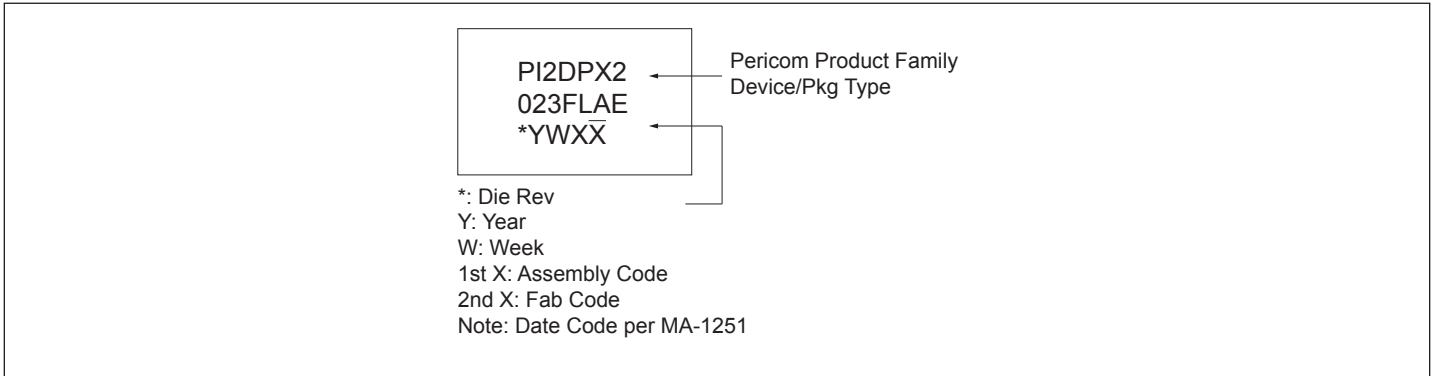 PI2DPX2
023FLAE
*YWXX̅
Pericom Product Family
Device/Pkg Type
*: Die Rev
Y: Year
W: Week
1st X: Assembly Code
2nd X: Fab Code
Note: Date Code per MA-1251